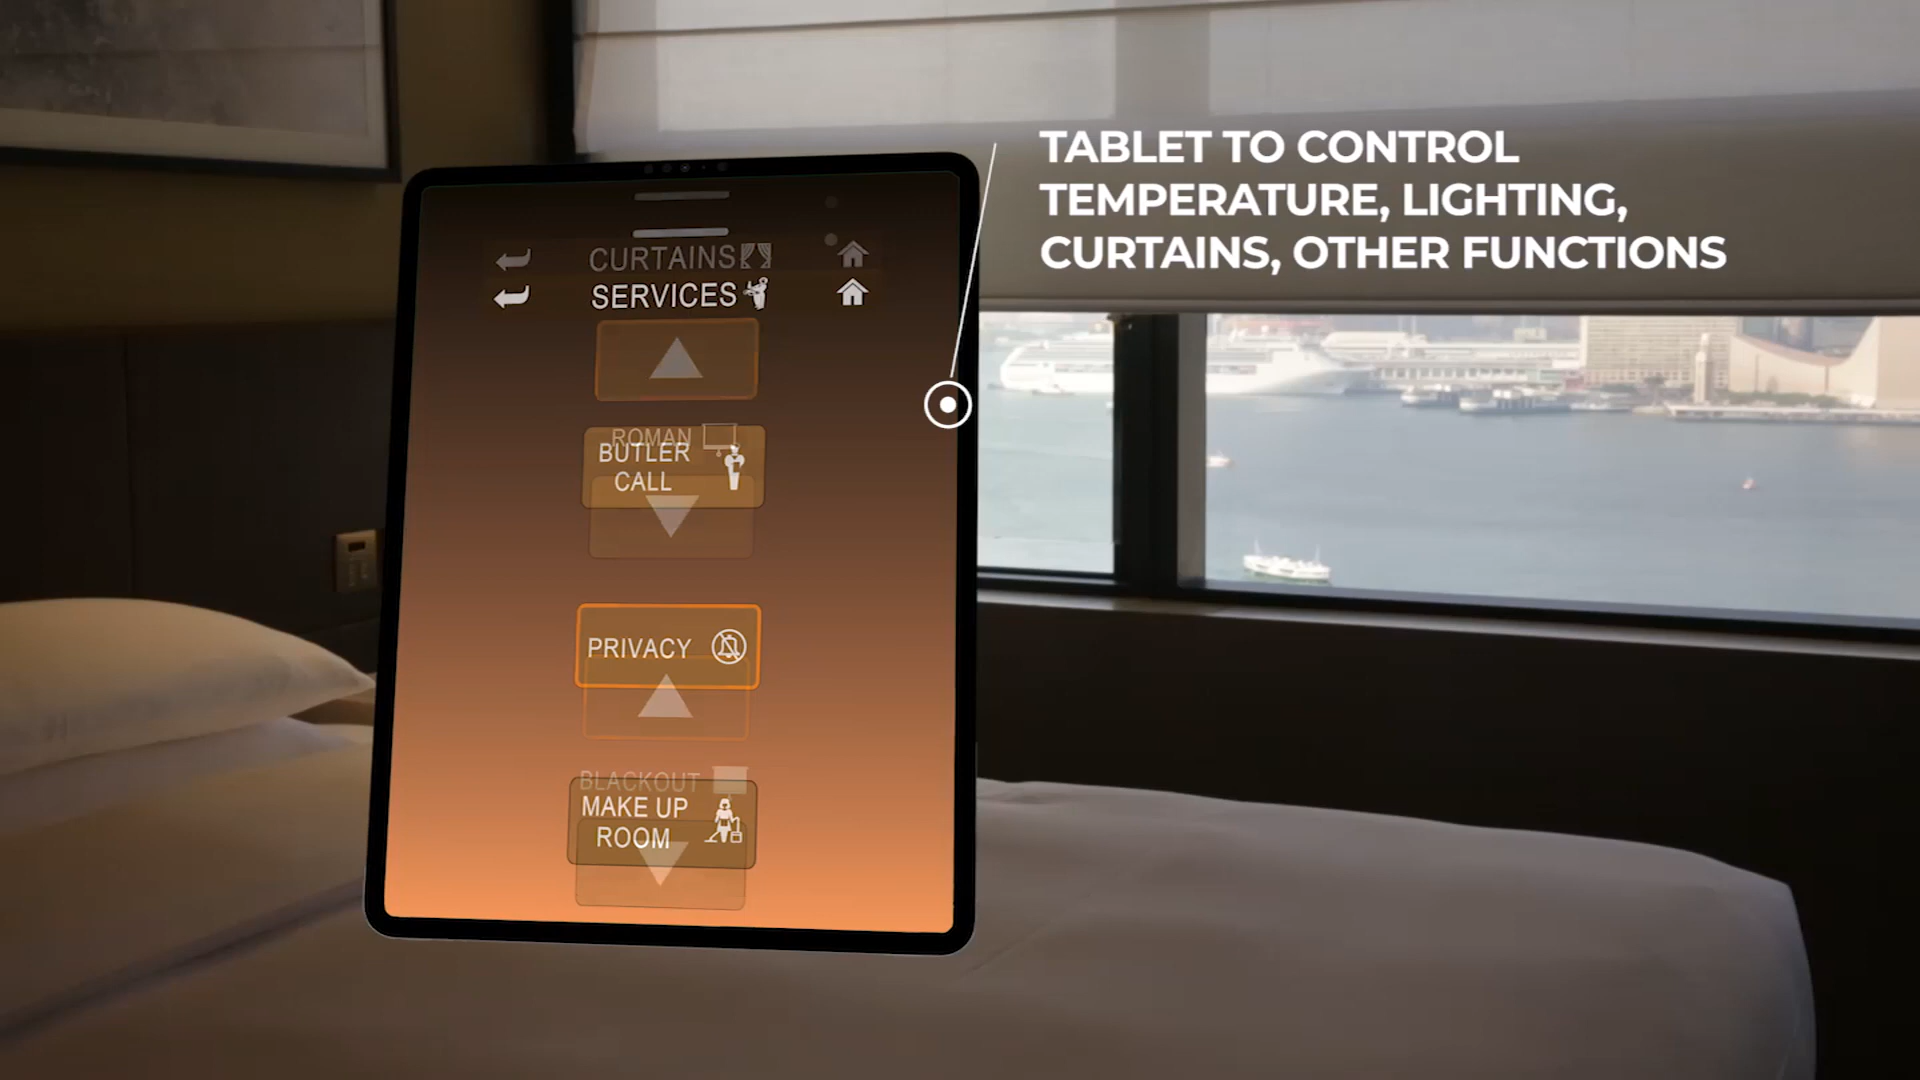 TABLET TO CONTROL
TEMPERATURE, LIGHTING,
CURTAINS, OTHER FUNCTIONS
CURTAINS
SERVICES
ROMAN
BUTLER
CALL
PRIVACY
BLACKOUT
MAKE UP
ROOM